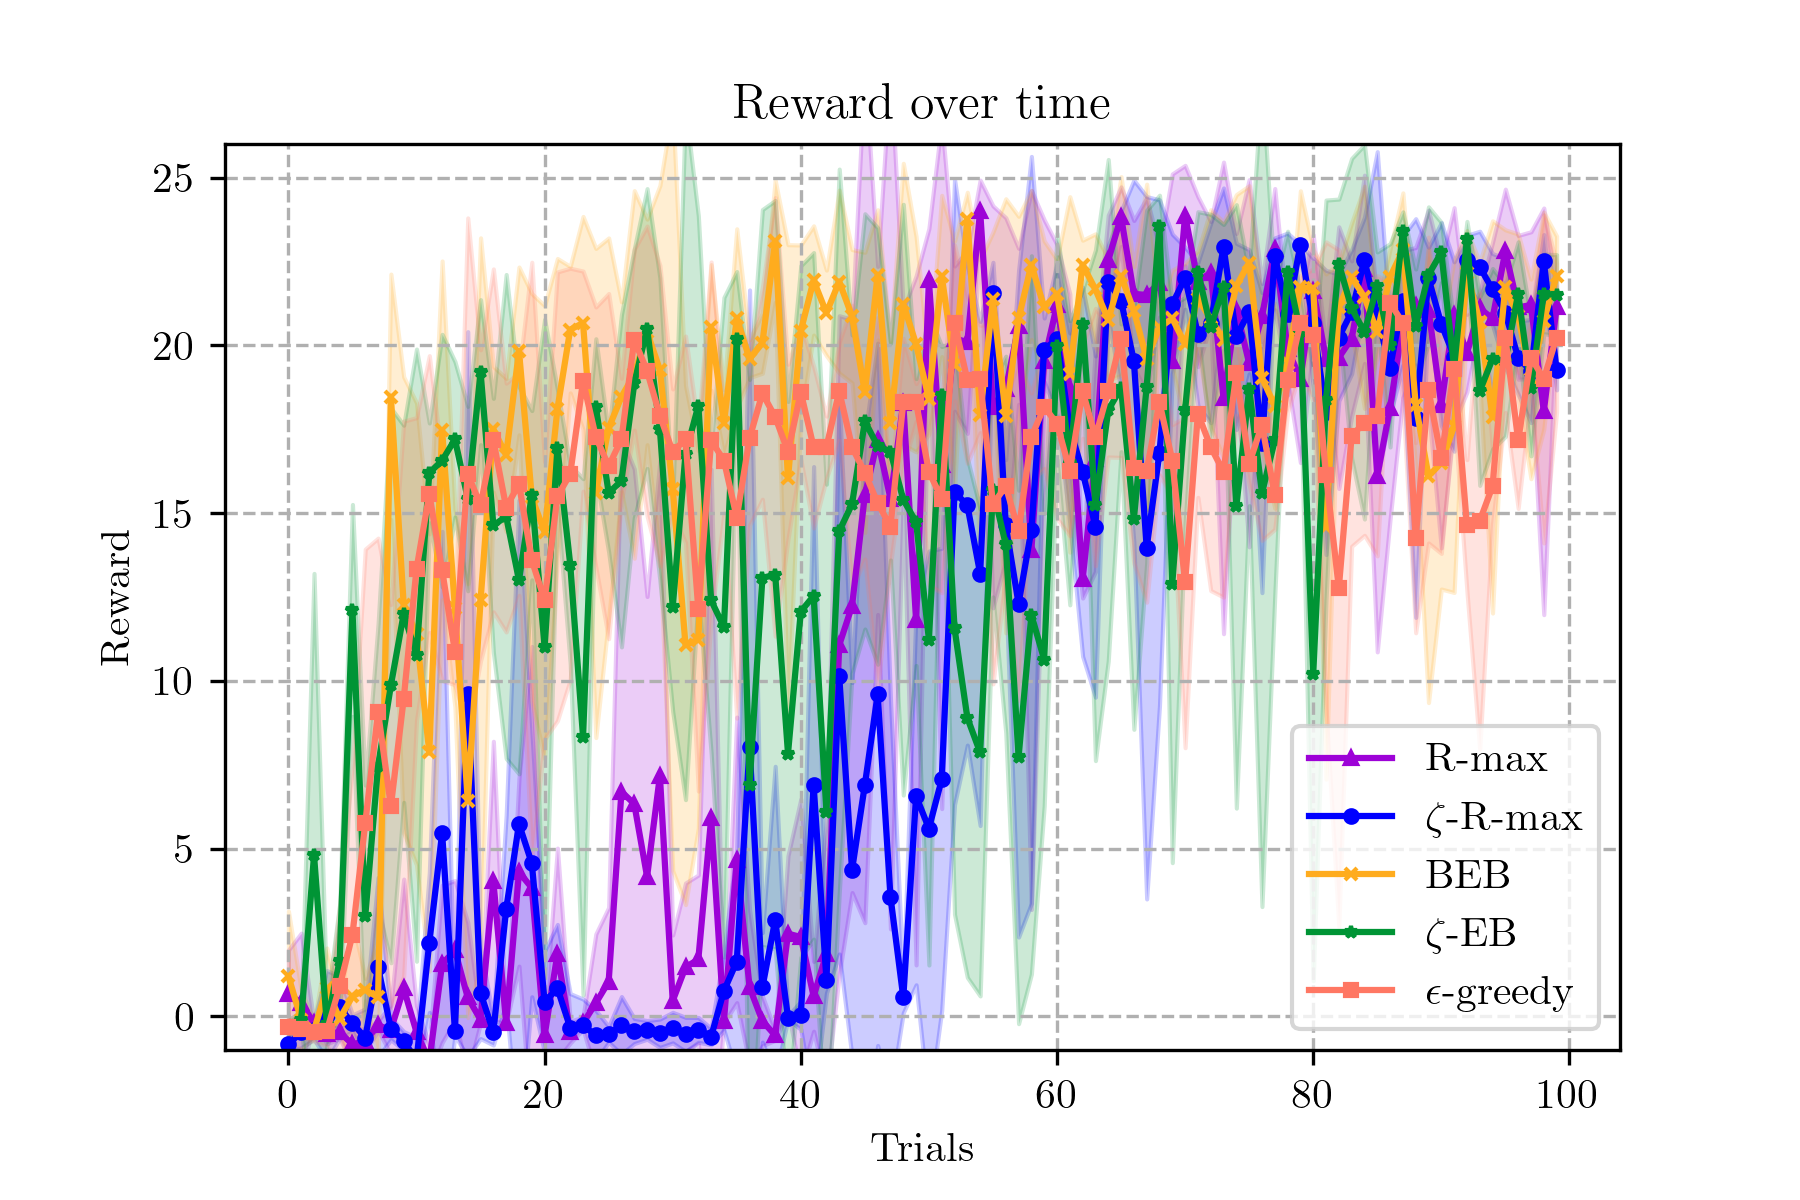 Reward over time
25
20
15
10
5
0
Reward
0 20 40 60 80 100
Trials
R-max
ζ-R-max
BEB
ζ-EB
ϵ-greedy